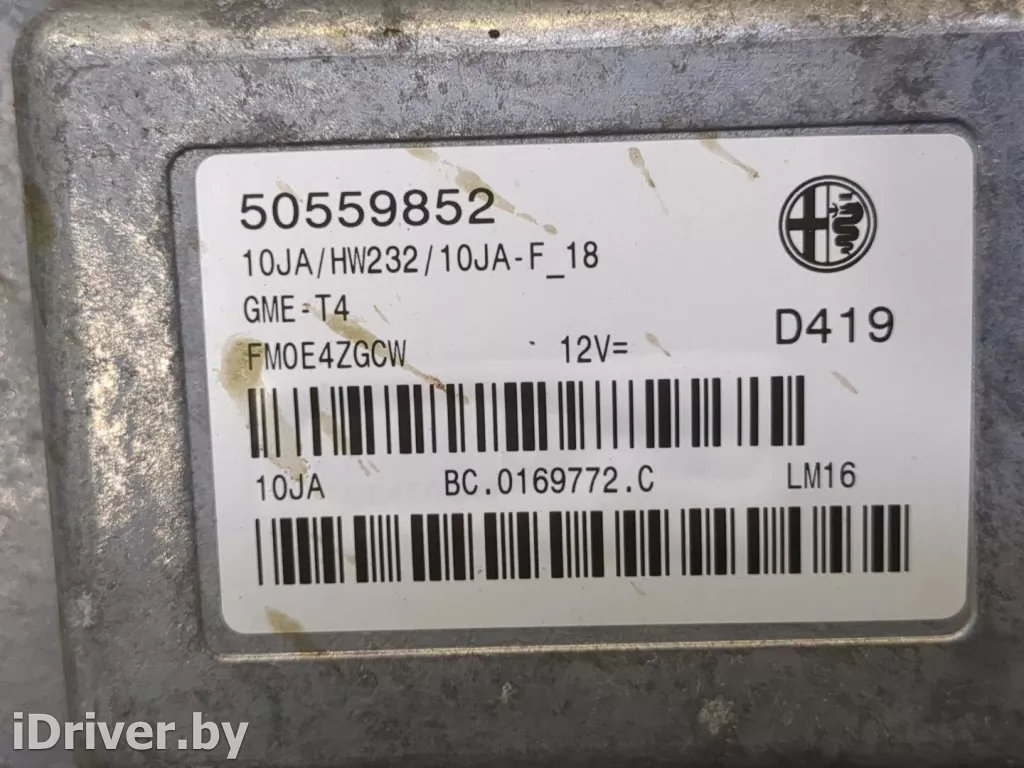 50559852
10JA/HW232/10JA-F_18
GME-T4
D419
FM0E4ZGCW 12V=
10JA BC.0169772.C LM16
iDriver.by